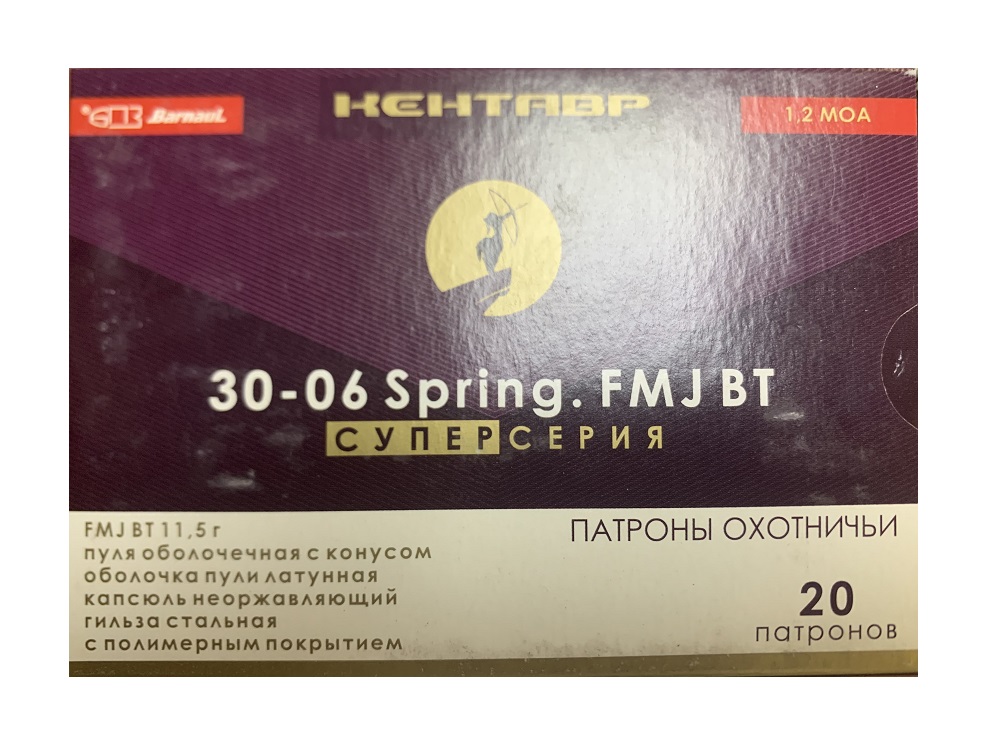 Barnaul
КЕНТАВР
1,2 МОА
30-06 Spring. FMJ BT
СУПЕРСЕРИЯ
FMJ BT 11,5 г
пуля оболочечная с конусом
оболочка пули латунная
капсюль неоржавляющий
гильза стальная
с полимерным покрытием
ПАТРОНЫ ОХОТНИЧЬИ
20
патронов